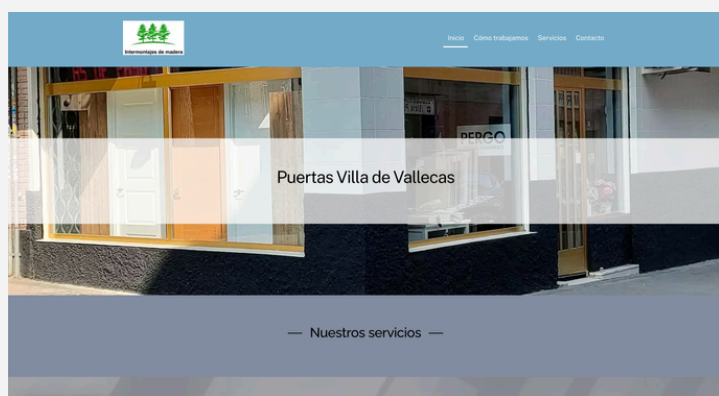 Intermontajes de madera
Inicio Cómo trabajamos Servicios Contacto
PERGO
Puertas Villa de Vallecas
Nuestros servicios